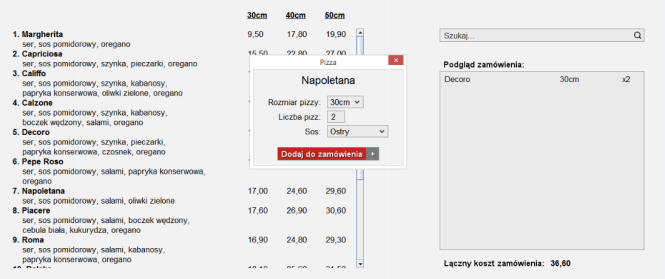 30cm 40cm 50cm
1. Margherita 9,50 17,80 19,90
ser, sos pomidorowy, oregano
Szukaj...
2. Capriciosa 15,50 22,80 27,00
ser, sos pomidorowy, szynka, pieczarki, oregano
Pizza
Podgląd zamówienia:
3. Califfo
ser, sos pomidorowy, szynka, kabanosy,
papryka konserwowa, oliwki zielone, oregano
Napoletana
Decoro 30cm x2
4. Calzone
ser, sos pomidorowy, szynka, kabanosy,
boczek wędzony, salami, oregano
Rozmiar pizzy: 30cm
Liczba pizz: 2
Sos: Ostry
5. Decoro
ser, sos pomidorowy, szynka, pieczarki,
papryka konserwowa, czosnek, oregano
Dodaj do zamówienia +
6. Pepe Roso
ser, sos pomidorowy, salami, papryka konserwowa,
oregano
7. Napoletana 17,00 24,60 29,60
ser, sos pomidorowy, salami, oliwki zielone
8. Piacere 17,60 26,90 30,60
ser, sos pomidorowy, salami, boczek wędzony,
cebula biała, kukurydza, oregano
9. Roma 16,90 24,80 29,30
ser, sos pomidorowy, salami, kabanosy,
papryka konserwowa, oregano
Łączny koszt zamówienia: 36,60